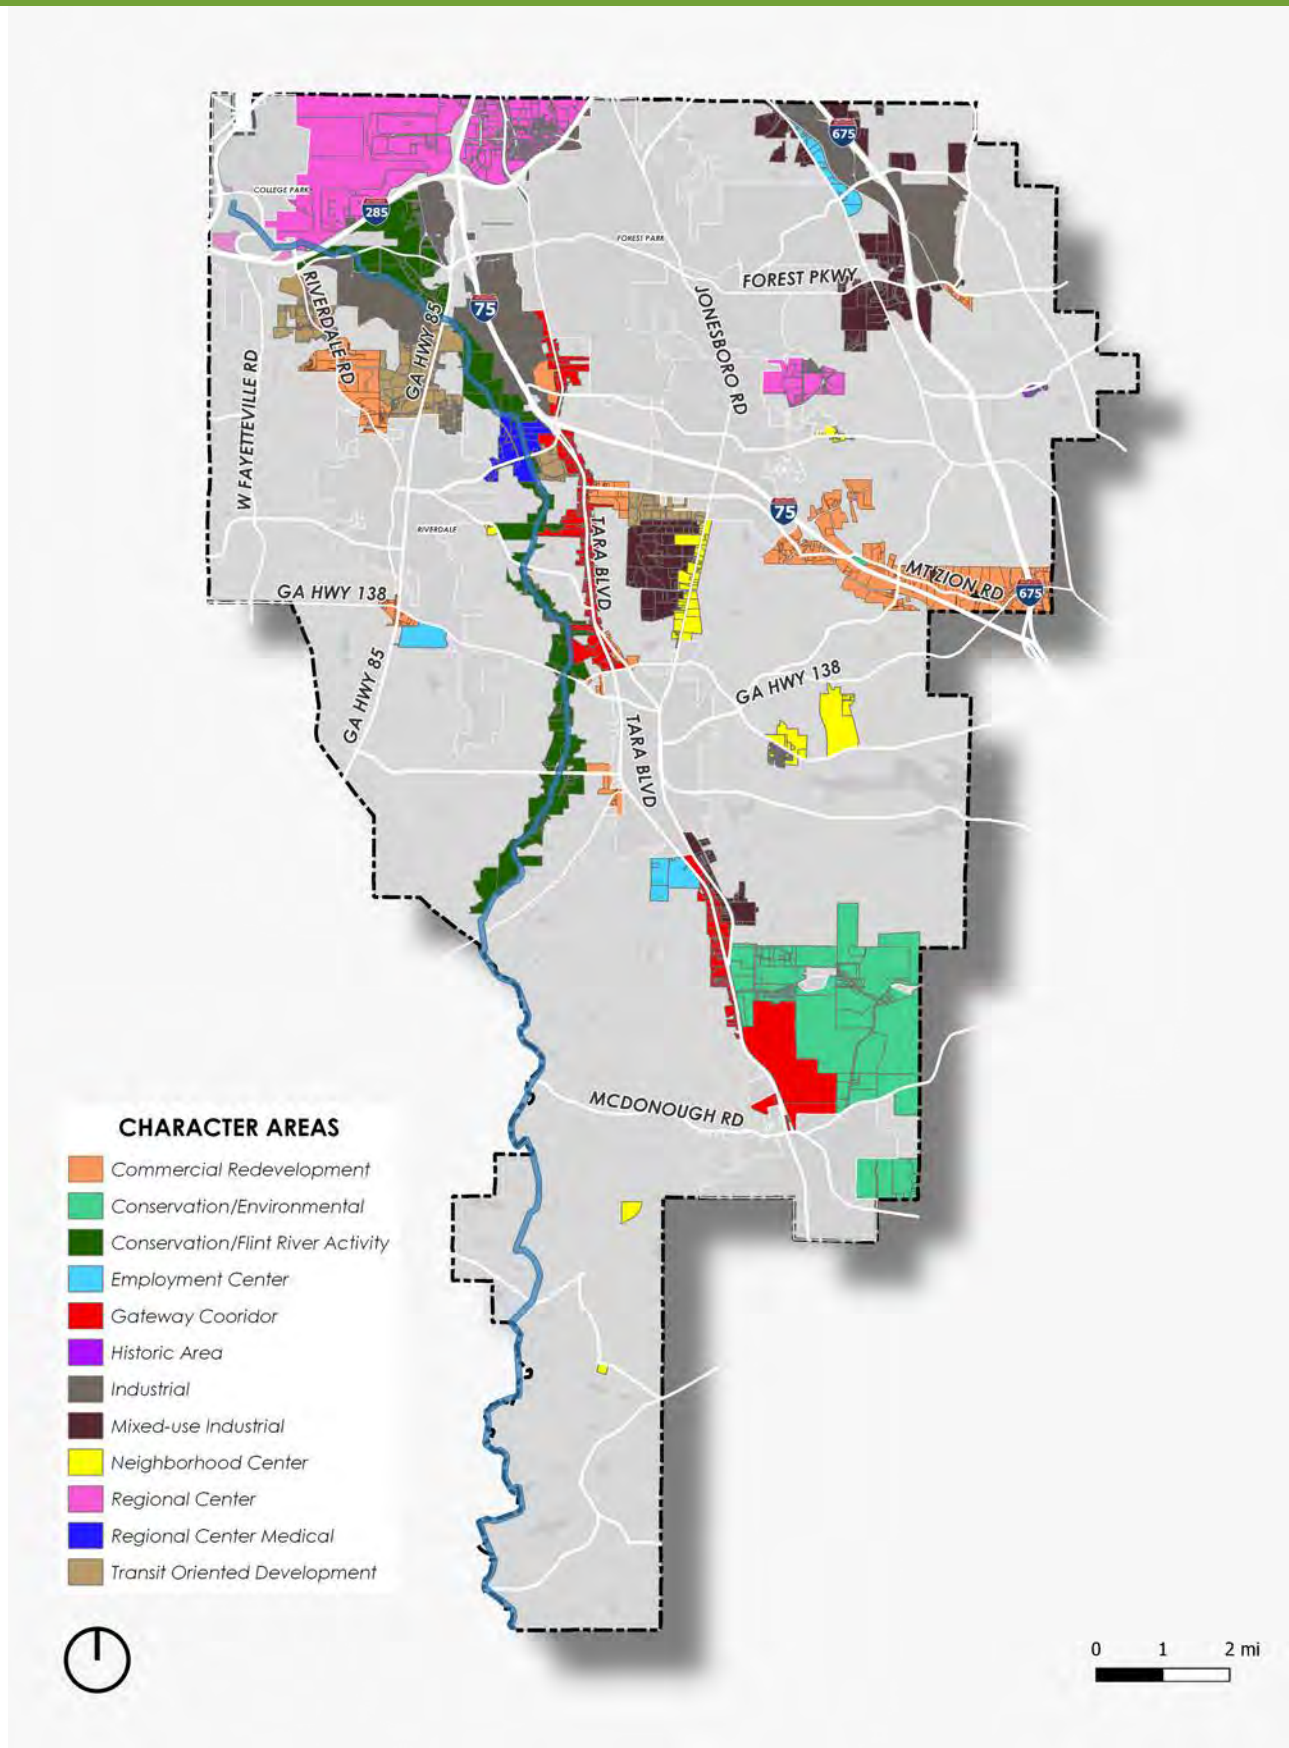 675
COLLEGE PARK
285
FOREST PARK
FOREST PKWY
RIVERDALE RD
GA HWY 85
75
JONESBORO RD
W FAYETTEVILLE RD
75
RIVERDALE
TARA BLVD
MT ZION RD
675
GA HWY 138
GA HWY 85
GA HWY 138
TARA BLVD
MCDONOUGH RD
CHARACTER AREAS
Commercial Redevelopment
Conservation/Environmental
Conservation/Flint River Activity
Employment Center
Gateway Cooridor
Historic Area
Industrial
Mixed-use Industrial
Neighborhood Center
Regional Center
Regional Center Medical
Transit Oriented Development
0 1 2 mi